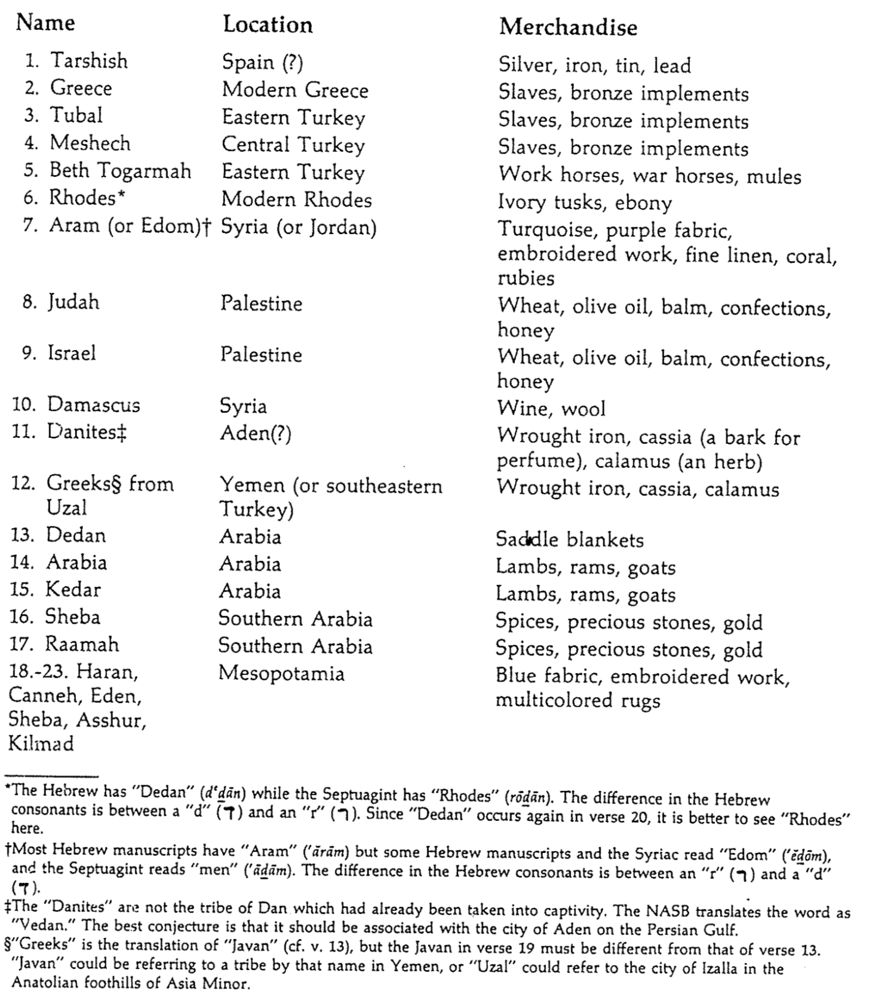 Name Location Merchandise
1. Tarshish Spain (?) Silver, iron, tin, lead
2. Greece Modern Greece Slaves, bronze implements
3. Tubal Eastern Turkey Slaves, bronze implements
4. Meshech Central Turkey Slaves, bronze implements
5. Beth Togarmah Eastern Turkey Work horses, war horses, mules
6. Rhodes* Modern Rhodes Ivory tusks, ebony
7. Aram (or Edom)† Syria (or Jordan) Turquoise, purple fabric,
embroidered work, fine linen, coral,
rubies
8. Judah Palestine Wheat, olive oil, balm, confections,
honey
9. Israel Palestine Wheat, olive oil, balm, confections,
honey
10. Damascus Syria Wine, wool
11. Danites‡ Aden(?) Wrought iron, cassia (a bark for
perfume), calamus (an herb)
12. Greeks§ from Yemen (or southeastern Wrought iron, cassia, calamus
Uzal Turkey)
13. Dedan Arabia Saddle blankets
14. Arabia Arabia Lambs, rams, goats
15. Kedar Arabia Lambs, rams, goats
16. Sheba Southern Arabia Spices, precious stones, gold
17. Raamah Southern Arabia Spices, precious stones, gold
18.-23. Haran, Mesopotamia Blue fabric, embroidered work,
Canneh, Eden, multicolored rugs
Sheba, Asshur,
Kilmad
*The Hebrew has "Dedan" (dᵉḏān) while the Septuagint has "Rhodes" (rōḏān). The difference in the Hebrew
consonants is between a "d" (ד) and an "r" (ר). Since "Dedan" occurs again in verse 20, it is better to see "Rhodes"
here.
†Most Hebrew manuscripts have "Aram" ('ărām) but some Hebrew manuscripts and the Syriac read "Edom" ('ĕḏōm),
and the Septuagint reads "men" ('āḏām). The difference in the Hebrew consonants is between an "r" (ר) and a "d"
(ד).
‡The "Danites" are not the tribe of Dan which had already been taken into captivity. The NASB translates the word as
"Vedan." The best conjecture is that it should be associated with the city of Aden on the Persian Gulf.
§"Greeks" is the translation of "Javan" (cf. v. 13), but the Javan in verse 19 must be different from that of verse 13.
"Javan" could be referring to a tribe by that name in Yemen, or "Uzal" could refer to the city of Izalla in the
Anatolian foothills of Asia Minor.